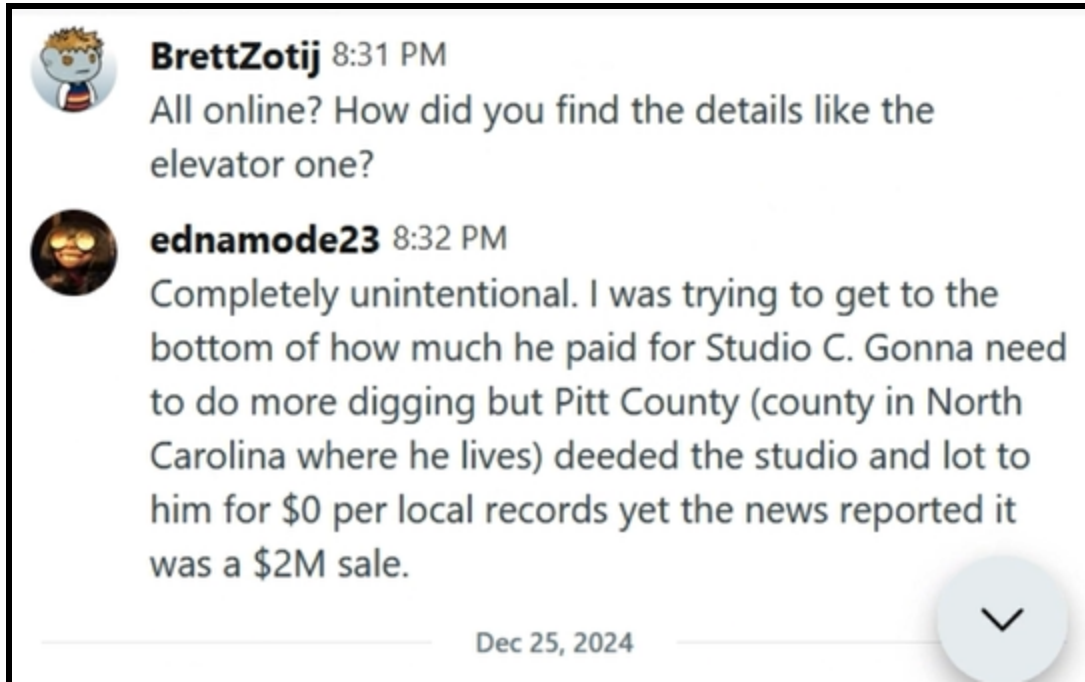 BrettZotij 8:31 PM
All online? How did you find the details like the
elevator one?
ednamode23 8:32 PM
Completely unintentional. I was trying to get to the
bottom of how much he paid for Studio C. Gonna need
to do more digging but Pitt County (county in North
Carolina where he lives) deeded the studio and lot to
him for $0 per local records yet the news reported it
was a $2M sale.
Dec 25, 2024